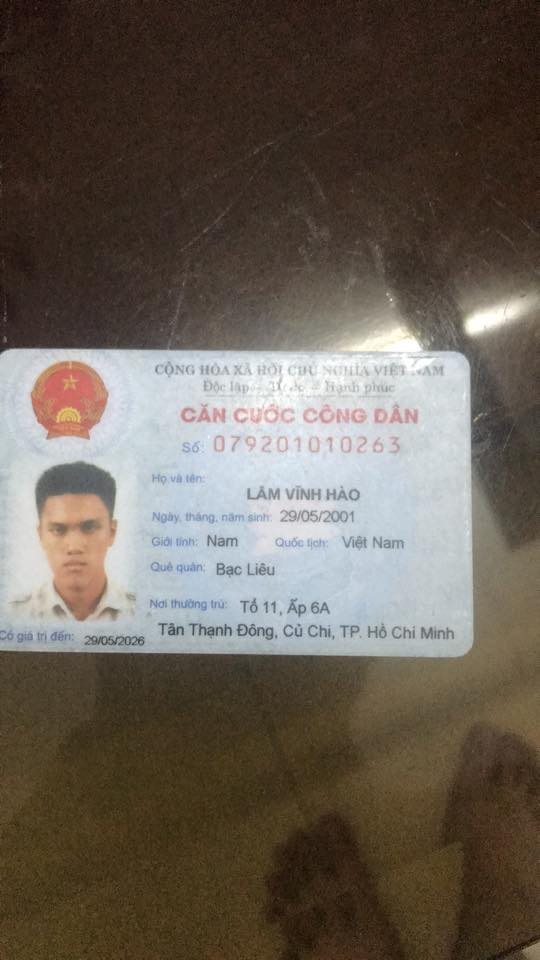 CỘNG HÒA XÃ HỘI CHỦ NGHĨA VIỆT NAM
Độc lập - Tự do - Hạnh phúc
CĂN CƯỚC CÔNG DÂN
Số: 079201010263
Họ và tên:
LÂM VĨNH HÀO
Ngày, tháng, năm sinh: 29/05/2001
Giới tính: Nam Quốc tịch: Việt Nam
Quê quán: Bạc Liêu
Nơi thường trú: Tổ 11, Ấp 6A
Tân Thạnh Đông, Củ Chi, TP. Hồ Chí Minh
Có giá trị đến: 29/05/2026